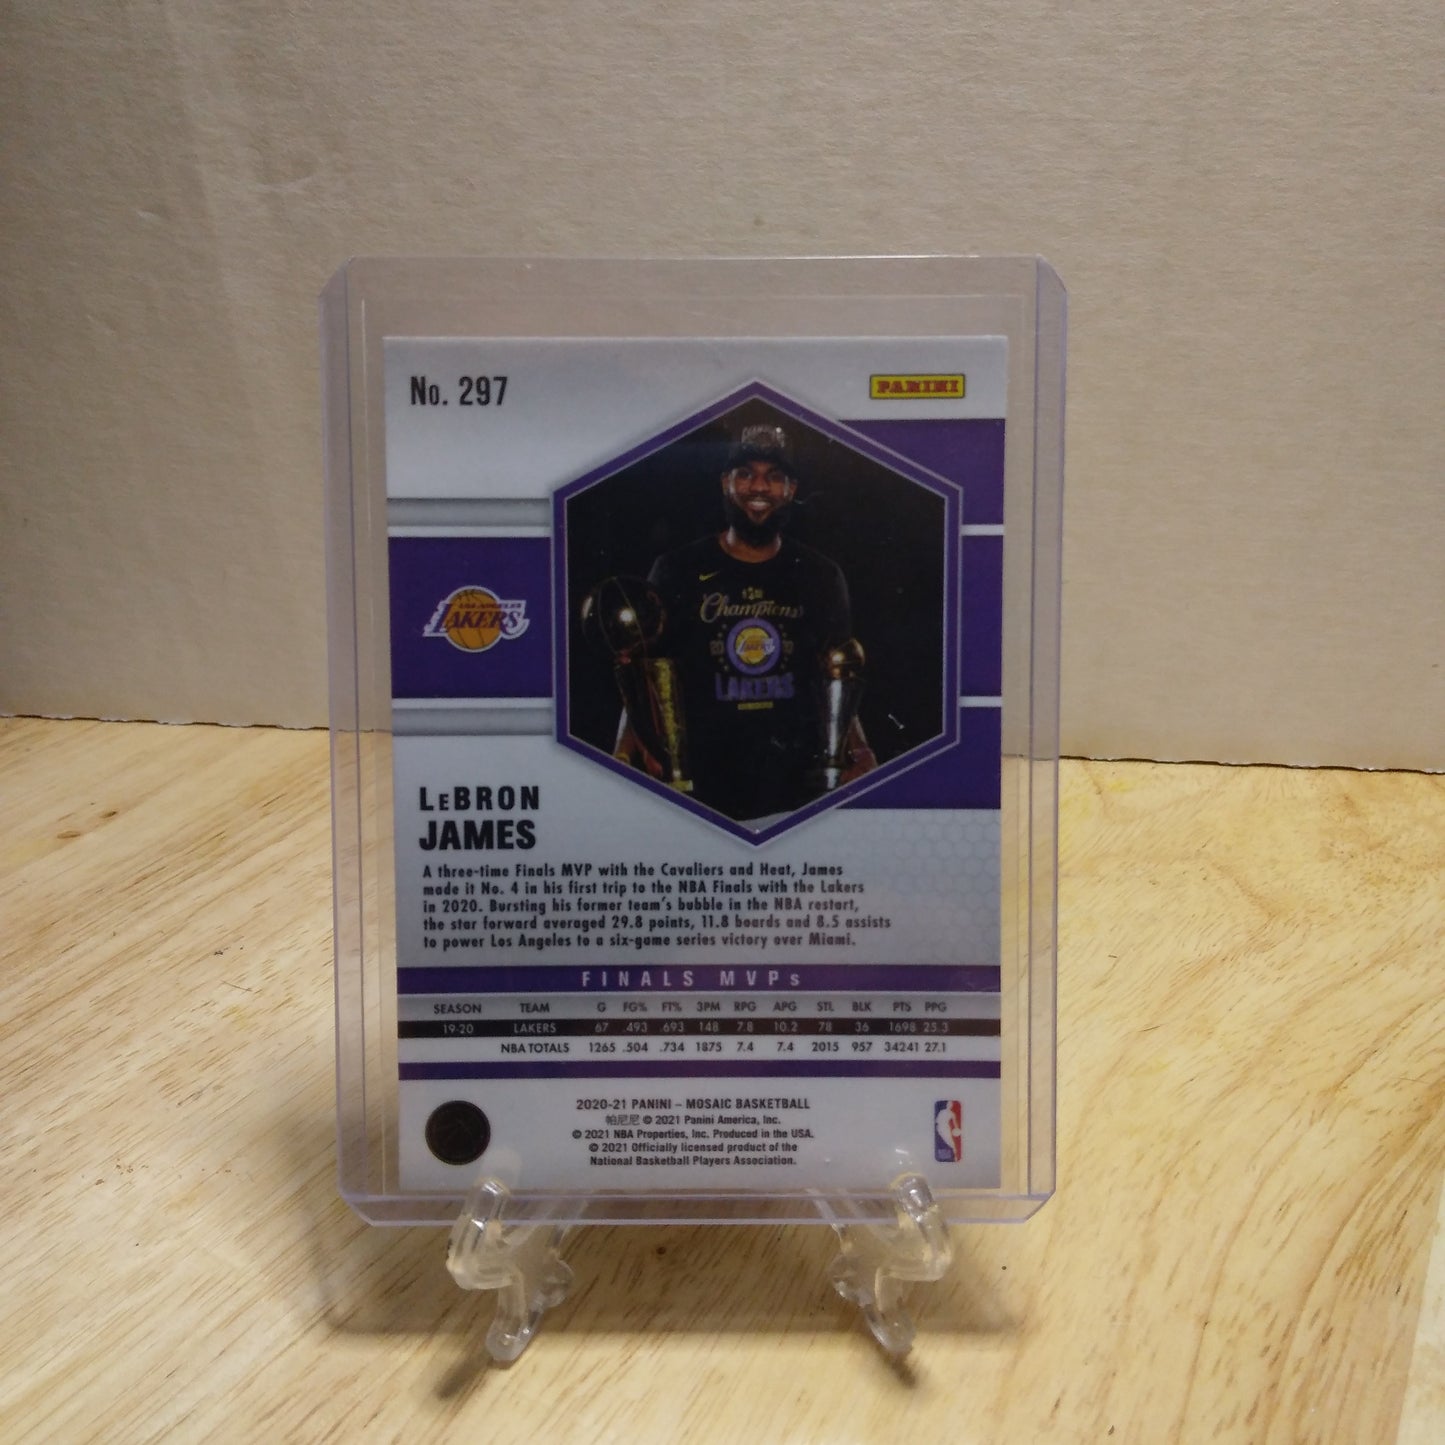 No. 297
PANINI
LOS ANGELES
LAKERS
Champions
LAKERS
LeBRON
JAMES
A three-time Finals MVP with the Cavaliers and Heat, James
made it No. 4 in his first trip to the NBA Finals with the Lakers
in 2020. Bursting his former team's bubble in the NBA restart,
the star forward averaged 29.8 points, 11.8 boards and 8.5 assists
to power Los Angeles to a six-game series victory over Miami.
FINALS MVPs
SEASON TEAM G FG% FT% 3PM RPG APG STL BLK PTS PPG
19-20 LAKERS 67 .493 .693 148 7.8 10.2 78 36 1698 25.3
NBA TOTALS 1265 .504 .734 1875 7.4 7.4 2015 957 34241 27.1
2020-21 PANINI – MOSAIC BASKETBALL
帕尼尼 © 2021 Panini America, Inc.
© 2021 NBA Properties, Inc. Produced in the USA.
© 2021 Officially licensed product of the
National Basketball Players Association.
NBA